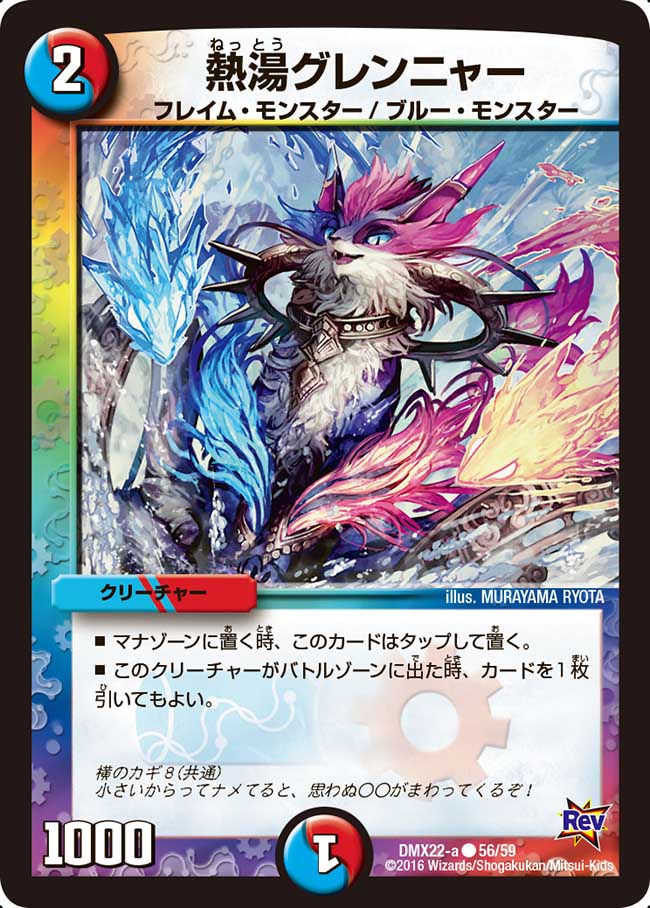 2
ねっとう
熱湯グレンニャー
フレイム・モンスター / ブルー・モンスター
クリーチャー
illus. MURAYAMA RYOTA
■ マナゾーンに置く時、このカードはタップして置く。
■ このクリーチャーがバトルゾーンに出た時、カードを1枚
引いてもよい。
横のカギ8(共通)
小さいからってナメてると、思わぬ〇〇がまわってくるぞ!
1000
1
Rev
DMX22-a ● 56/59
©2016 Wizards/Shogakukan/Mitsui-Kids